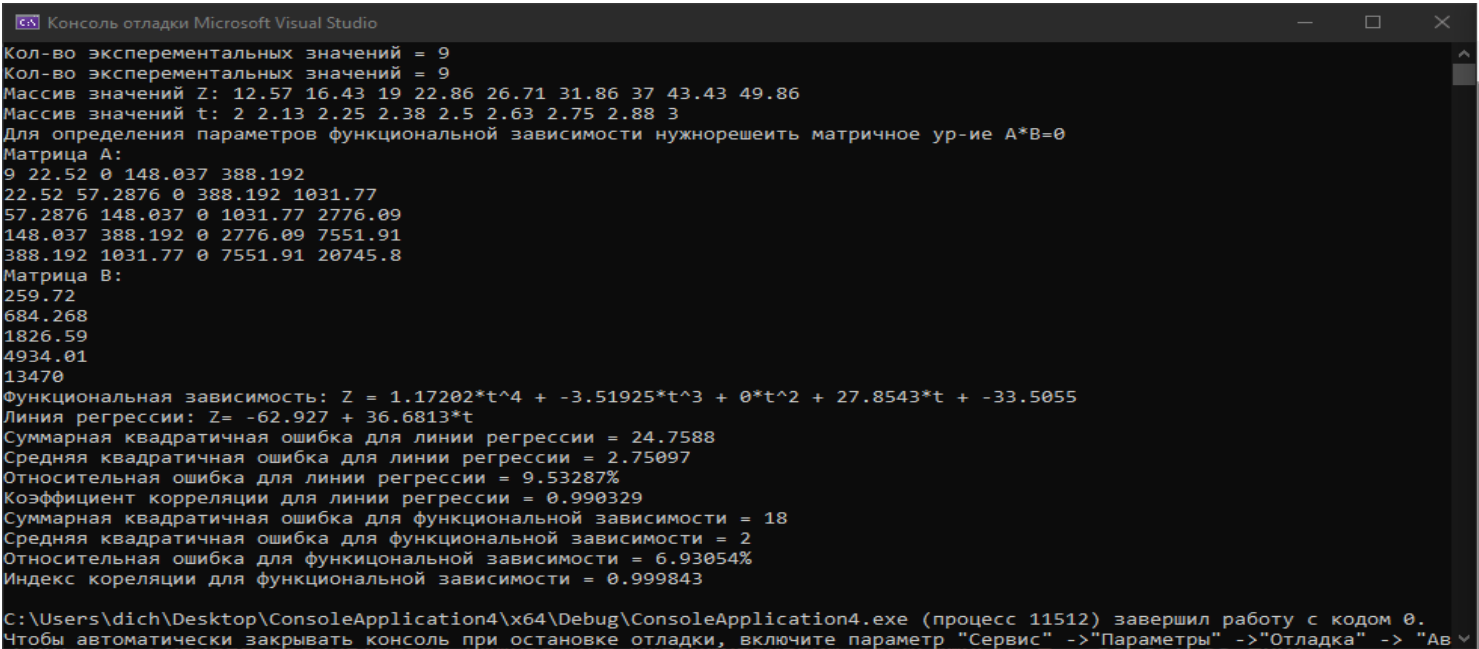 Консоль отладки Microsoft Visual Studio
Кол-во эксперементальных значений = 9
Кол-во эксперементальных значений = 9
Массив значений Z: 12.57 16.43 19 22.86 26.71 31.86 37 43.43 49.86
Массив значений t: 2 2.13 2.25 2.38 2.5 2.63 2.75 2.88 3
Для определения параметров функциональной зависимости нужнорешеить матричное ур-ие A*B=0
Матрица A:
9 22.52 0 148.037 388.192
22.52 57.2876 0 388.192 1031.77
57.2876 148.037 0 1031.77 2776.09
148.037 388.192 0 2776.09 7551.91
388.192 1031.77 0 7551.91 20745.8
Матрица B:
259.72
684.268
1826.59
4934.01
13470
Функциональная зависимость: Z = 1.17202*t^4 + -3.51925*t^3 + 0*t^2 + 27.8543*t + -33.5055
Линия регрессии: Z= -62.927 + 36.6813*t
Суммарная квадратичная ошибка для линии регрессии = 24.7588
Средняя квадратичная ошибка для линии регрессии = 2.75097
Относительная ошибка для линии регрессии = 9.53287%
Коэффициент корреляции для линии регрессии = 0.990329
Суммарная квадратичная ошибка для функциональной зависимости = 18
Средняя квадратичная ошибка для функциональной зависимости = 2
Относительная ошибка для функицональной зависимости = 6.93054%
Индекс кореляции для функциональной зависимости = 0.999843
C:\Users\dich\Desktop\ConsoleApplication4\x64\Debug\ConsoleApplication4.exe (процесс 11512) завершил работу с кодом 0.
Чтобы автоматически закрывать консоль при остановке отладки, включите параметр "Сервис" ->"Параметры" ->"Отладка" -> "Ав